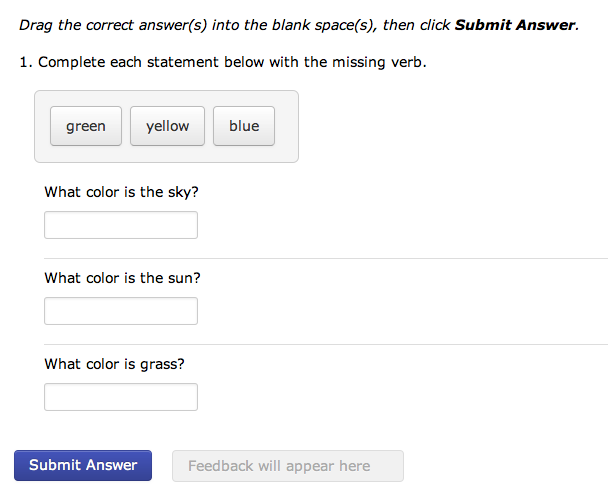 Drag the correct answer(s) into the blank space(s), then click Submit Answer.
1. Complete each statement below with the missing verb.
green yellow blue
What color is the sky?
What color is the sun?
What color is grass?
Submit Answer Feedback will appear here